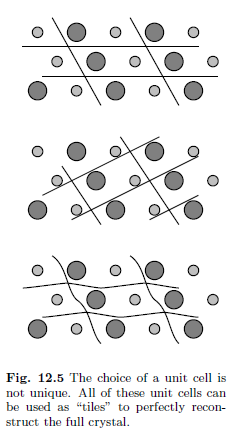 Fig. 12.5 The choice of a unit cell is
not unique. All of these unit cells can
be used as “tiles” to perfectly recon-
struct the full crystal.